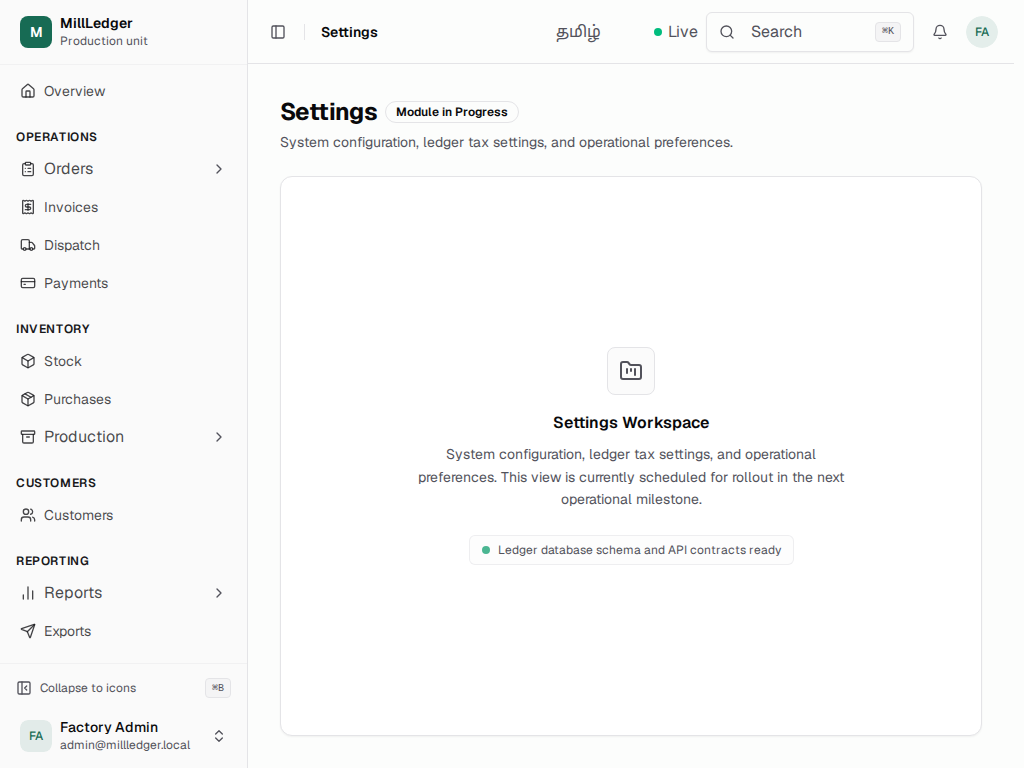 M
MillLedger
Production unit
Overview
OPERATIONS
Orders
Invoices
Dispatch
Payments
INVENTORY
Stock
Purchases
Production
CUSTOMERS
Customers
REPORTING
Reports
Exports
Collapse to icons ⌘B
FA
Factory Admin
admin@millledger.local
Settings
தமிழ்
Live
Search ⌘K
FA
Settings
Module in Progress
System configuration, ledger tax settings, and operational preferences.
Settings Workspace
System configuration, ledger tax settings, and operational
preferences. This view is currently scheduled for rollout in the next
operational milestone.
Ledger database schema and API contracts ready